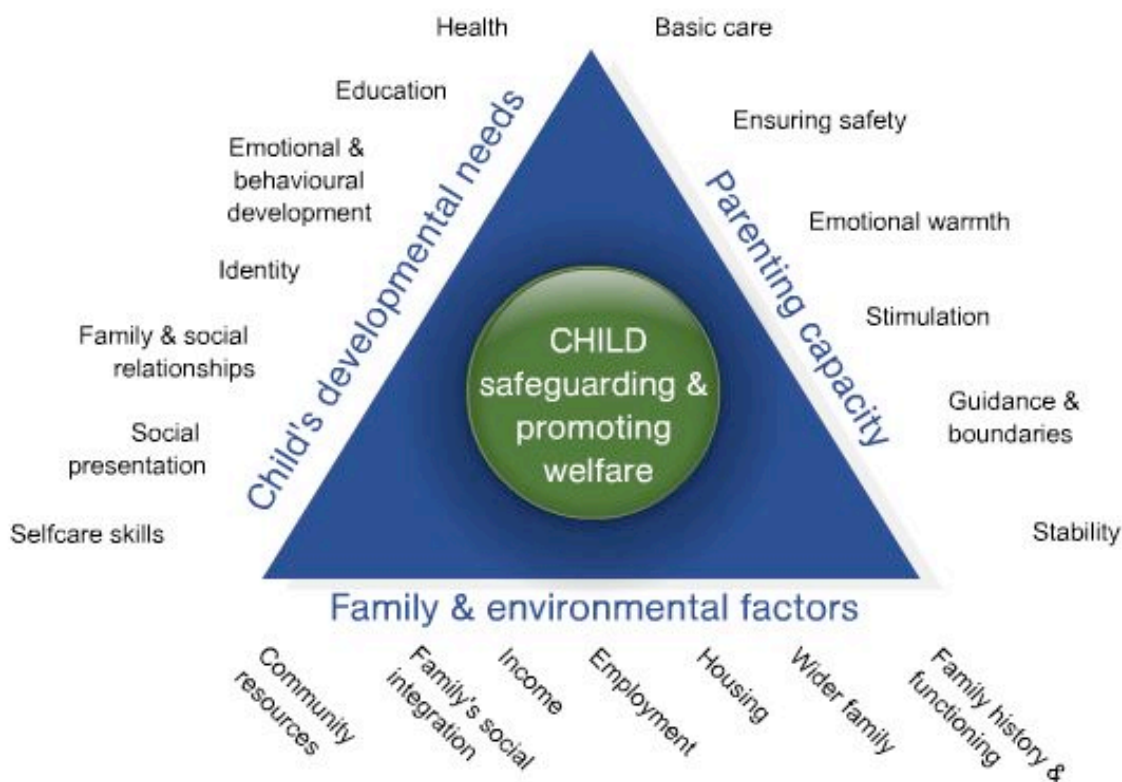 Health
Education
Emotional &
behavioural
development
Identity
Family & social
relationships
Social
presentation
Selfcare skills
Child's developmental needs
CHILD
safeguarding &
promoting
welfare
Parenting capacity
Basic care
Ensuring safety
Emotional warmth
Stimulation
Guidance &
boundaries
Stability
Family & environmental factors
Community
resources
Family's social
integration
Income
Employment
Housing
Wider family
Family history &
functioning